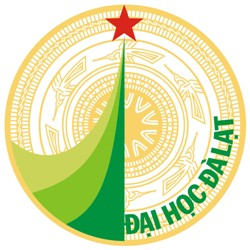 ĐẠI HỌC ĐÀ LẠT